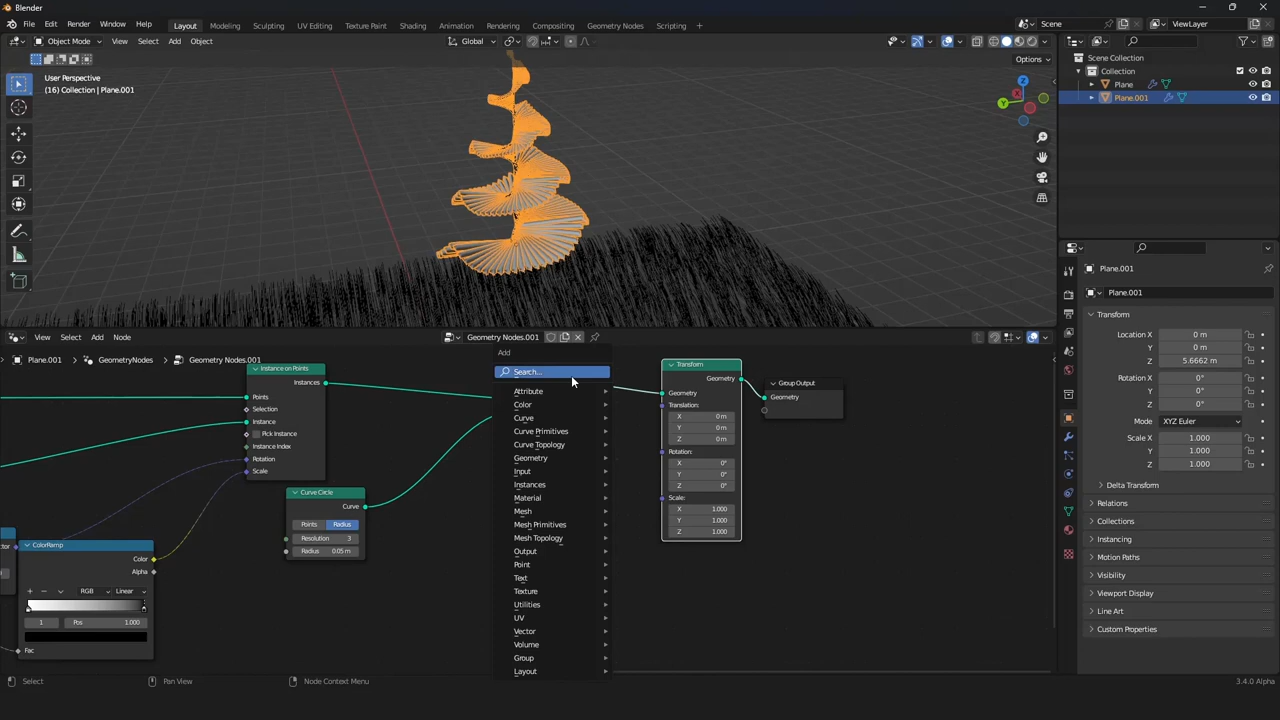 Blender
File Edit Render Window Help Layout Modeling Sculpting UV Editing Texture Paint Shading Animation Rendering Compositing Geometry Nodes Scripting + Scene ViewLayer
Object Mode View Select Add Object Global
Options
User Perspective
(16) Collection | Plane.001
Z
Y
X
Scene Collection
Collection
Plane
Plane.001
Plane.001
Plane.001
Transform
Location X 0 m
Y 0 m
Z 5.6662 m
Rotation X 0°
Y 0°
Z 0°
Mode XYZ Euler
Scale X 1.000
Y 1.000
Z 1.000
Delta Transform
Relations
Collections
Instancing
Motion Paths
Visibility
Viewport Display
Line Art
Custom Properties
View Select Add Node Geometry Nodes.001
Plane.001 > GeometryNodes > Geometry Nodes.001
Instance on Points
Instances
Points
Selection
Instance
Pick Instance
Instance Index
Rotation
Scale
Curve Circle
Curve
Points Radius
Resolution 3
Radius 0.05 m
ColorRamp
Color
Alpha
+ − RGB Linear
1 Pos 1.000
Fac
Add
Search...
Attribute
Color
Curve
Curve Primitives
Curve Topology
Geometry
Input
Instances
Material
Mesh
Mesh Primitives
Mesh Topology
Output
Point
Text
Texture
Utilities
UV
Vector
Volume
Group
Layout
Transform
Geometry
Geometry
Translation:
X 0 m
Y 0 m
Z 0 m
Rotation:
X 0°
Y 0°
Z 0°
Scale:
X 1.000
Y 1.000
Z 1.000
Group Output
Geometry
Select Pan View Node Context Menu 3.4.0 Alpha